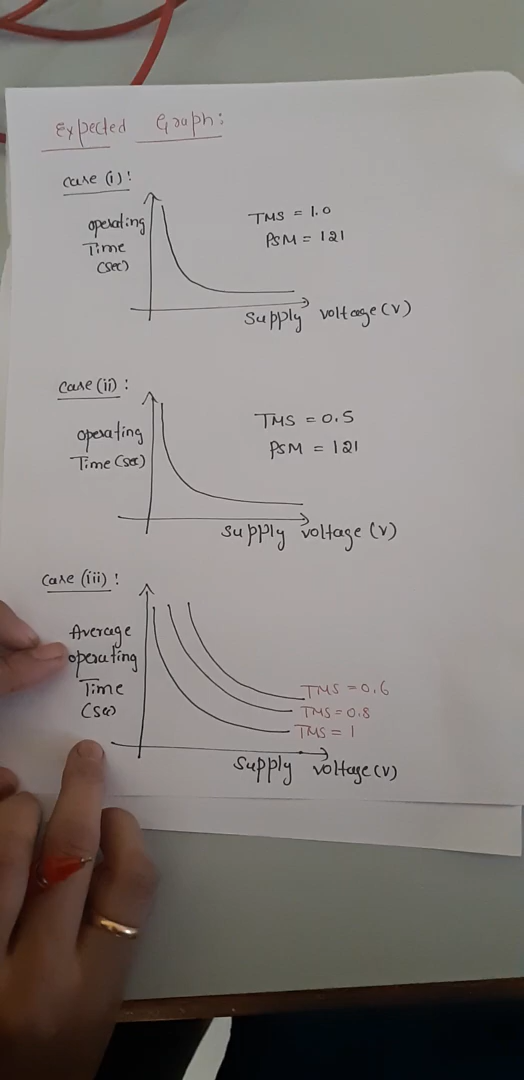 Expected Graph:
Case (i):
operating
Time
(sec)
TMS = 1.0
PSM = 121
Supply voltage (V)
Case (ii):
operating
Time (sec)
TMS = 0.5
PSM = 121
Supply voltage (V)
Case (iii):
Average
operating
Time
(sec)
TMS = 0.6
TMS = 0.8
TMS = 1
Supply voltage (V)